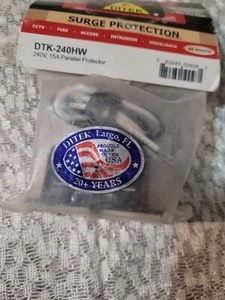 DITEK
SURGE PROTECTION
CCTV • FIRE • ACCESS • INTRUSION • VOICE/DATA
DTK-240HW
240V, 15A Parallel Protector
DITEK Largo, FL
PROUDLY
MADE
IN THE
USA
20+ YEARS